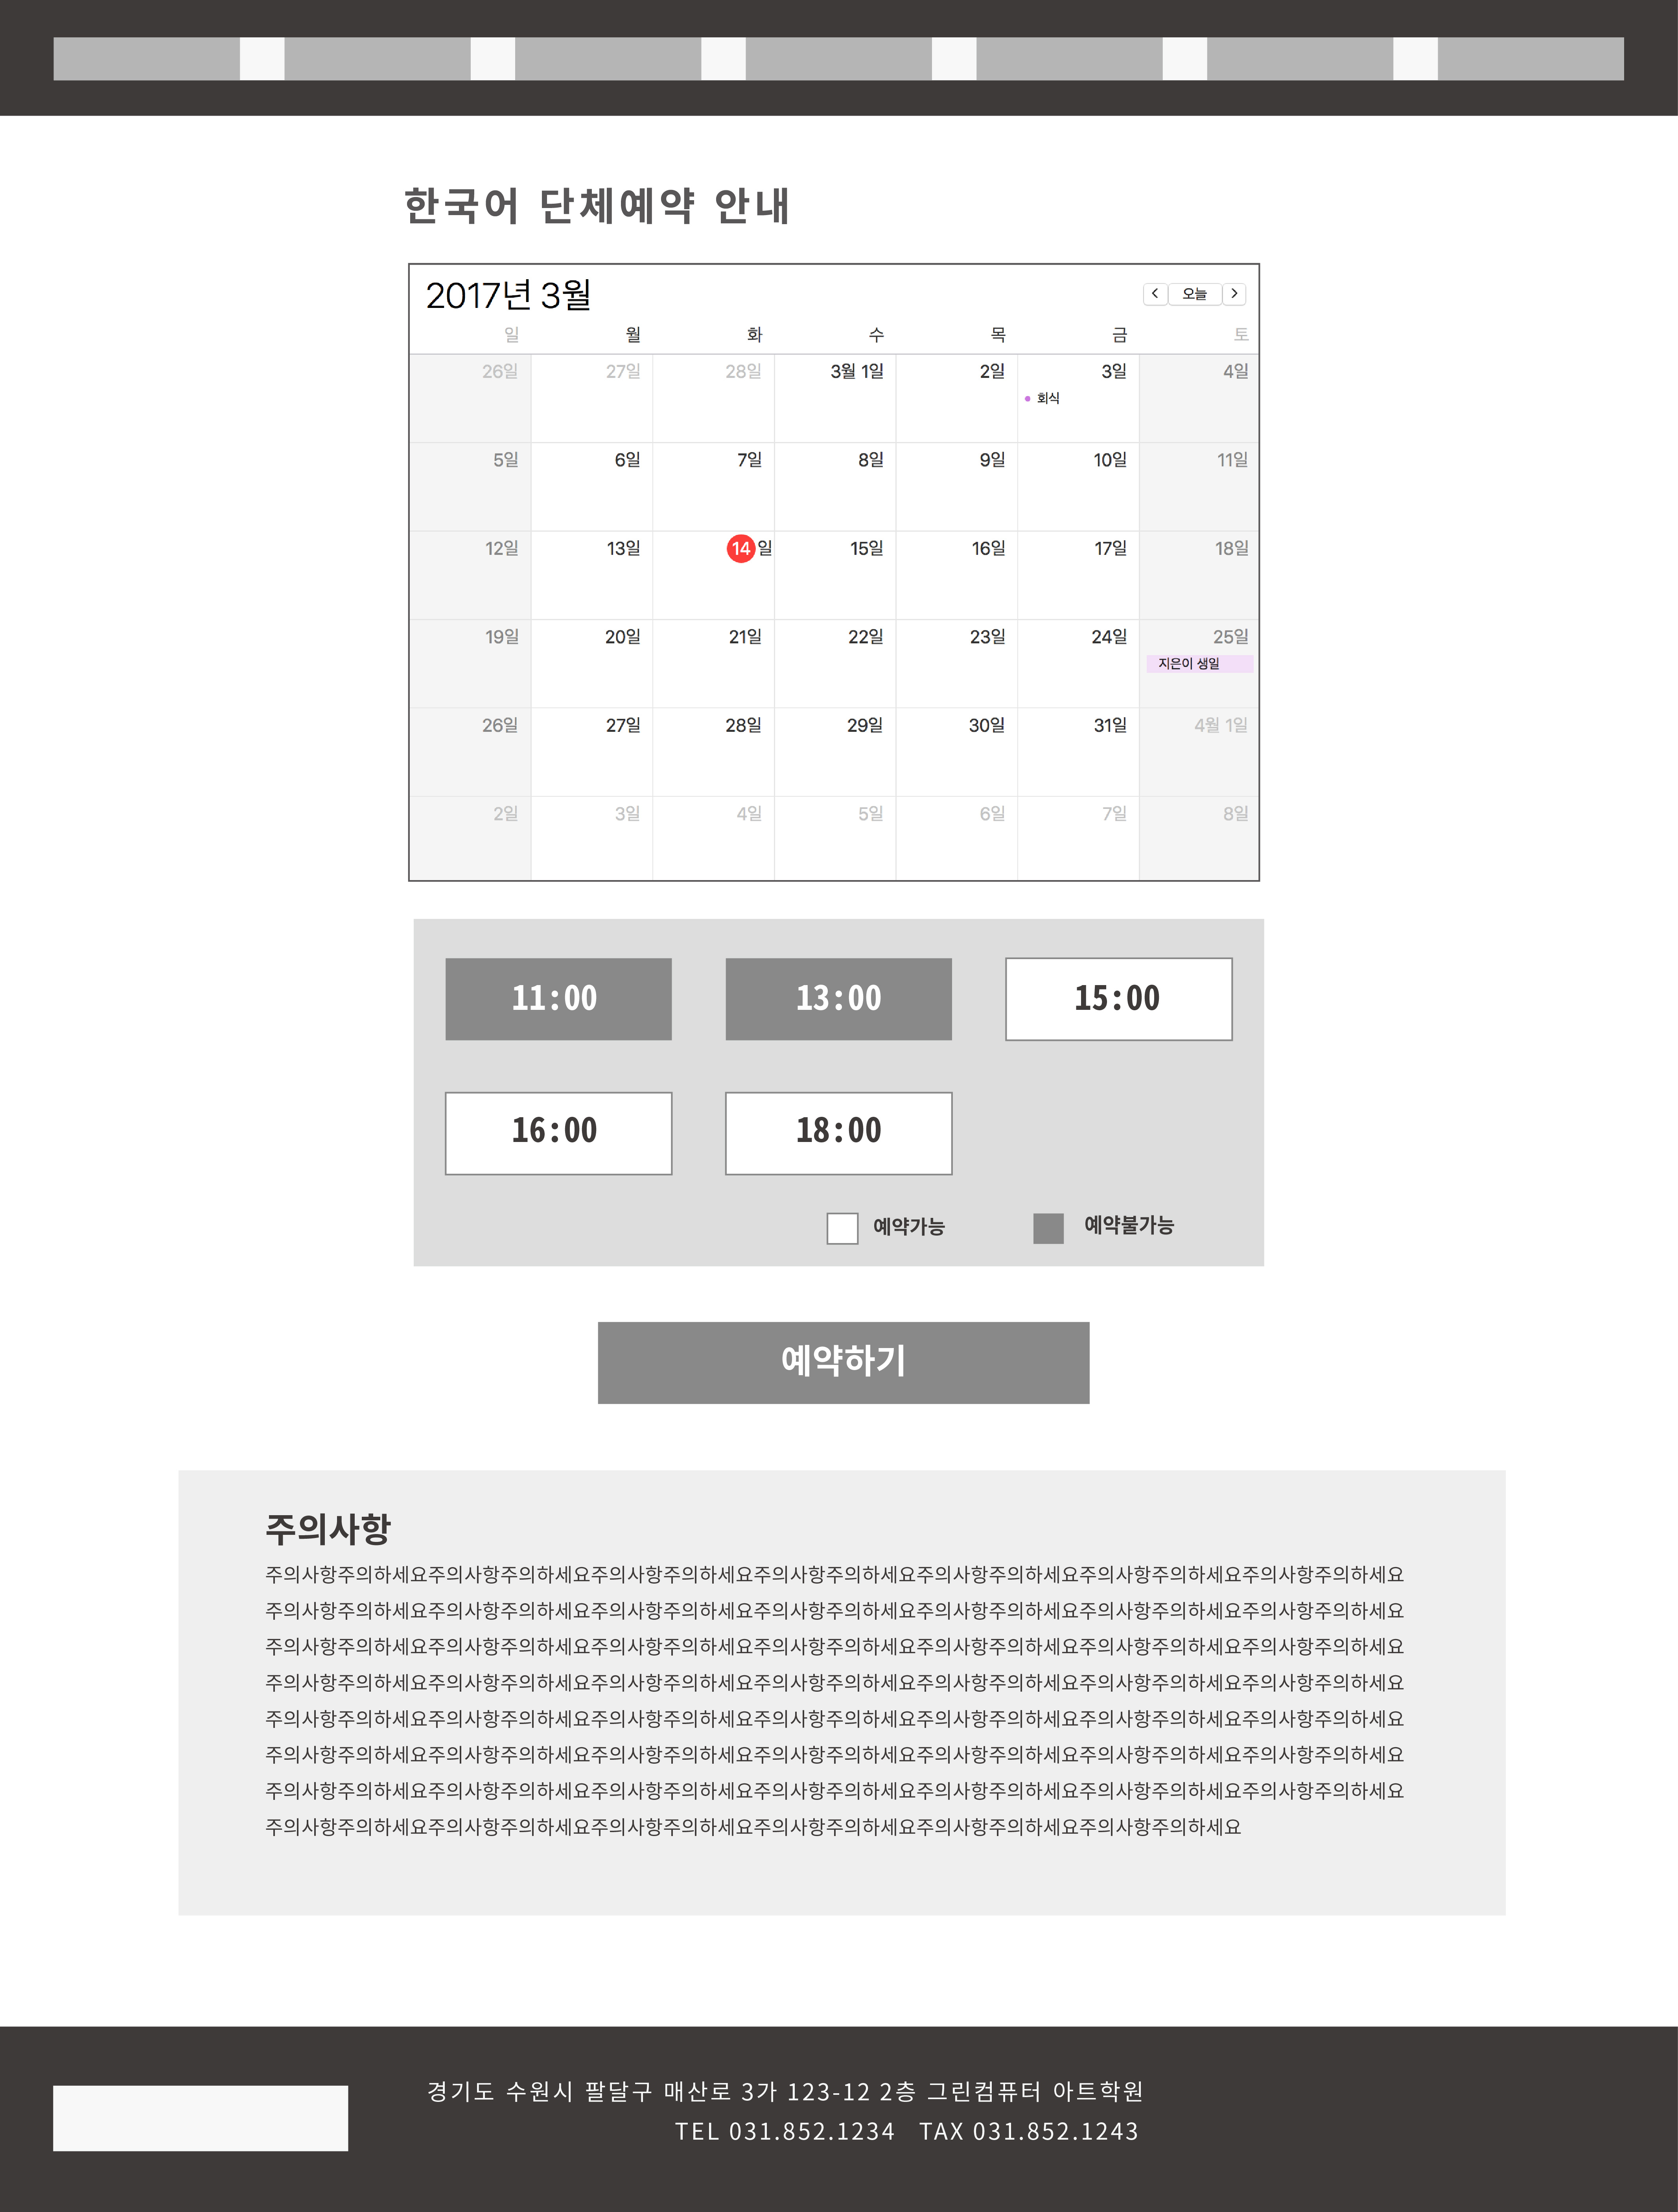 한국어 단체예약 안내
2017년 3월
오늘
일 월 화 수 목 금 토
26일 27일 28일 3월 1일 2일 3일 4일
회식
5일 6일 7일 8일 9일 10일 11일
12일 13일 14일 15일 16일 17일 18일
19일 20일 21일 22일 23일 24일 25일
지은이 생일
26일 27일 28일 29일 30일 31일 4월 1일
2일 3일 4일 5일 6일 7일 8일
11:00 13:00 15:00
16:00 18:00
예약가능 예약불가능
예약하기
주의사항
주의사항주의하세요주의사항주의하세요주의사항주의하세요주의사항주의하세요주의사항주의하세요주의사항주의하세요주의사항주의하세요
주의사항주의하세요주의사항주의하세요주의사항주의하세요주의사항주의하세요주의사항주의하세요주의사항주의하세요주의사항주의하세요
주의사항주의하세요주의사항주의하세요주의사항주의하세요주의사항주의하세요주의사항주의하세요주의사항주의하세요주의사항주의하세요
주의사항주의하세요주의사항주의하세요주의사항주의하세요주의사항주의하세요주의사항주의하세요주의사항주의하세요주의사항주의하세요
주의사항주의하세요주의사항주의하세요주의사항주의하세요주의사항주의하세요주의사항주의하세요주의사항주의하세요주의사항주의하세요
주의사항주의하세요주의사항주의하세요주의사항주의하세요주의사항주의하세요주의사항주의하세요주의사항주의하세요주의사항주의하세요
주의사항주의하세요주의사항주의하세요주의사항주의하세요주의사항주의하세요주의사항주의하세요주의사항주의하세요주의사항주의하세요
주의사항주의하세요주의사항주의하세요주의사항주의하세요주의사항주의하세요주의사항주의하세요주의사항주의하세요
경기도 수원시 팔달구 매산로 3가 123-12 2층 그린컴퓨터 아트학원
TEL 031.852.1234 TAX 031.852.1243